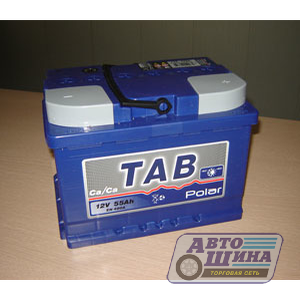 TAB
Ca/Ca
Polar
12V 55Ah
АВТО
ШИНА
ТОРГОВАЯ СЕТЬ